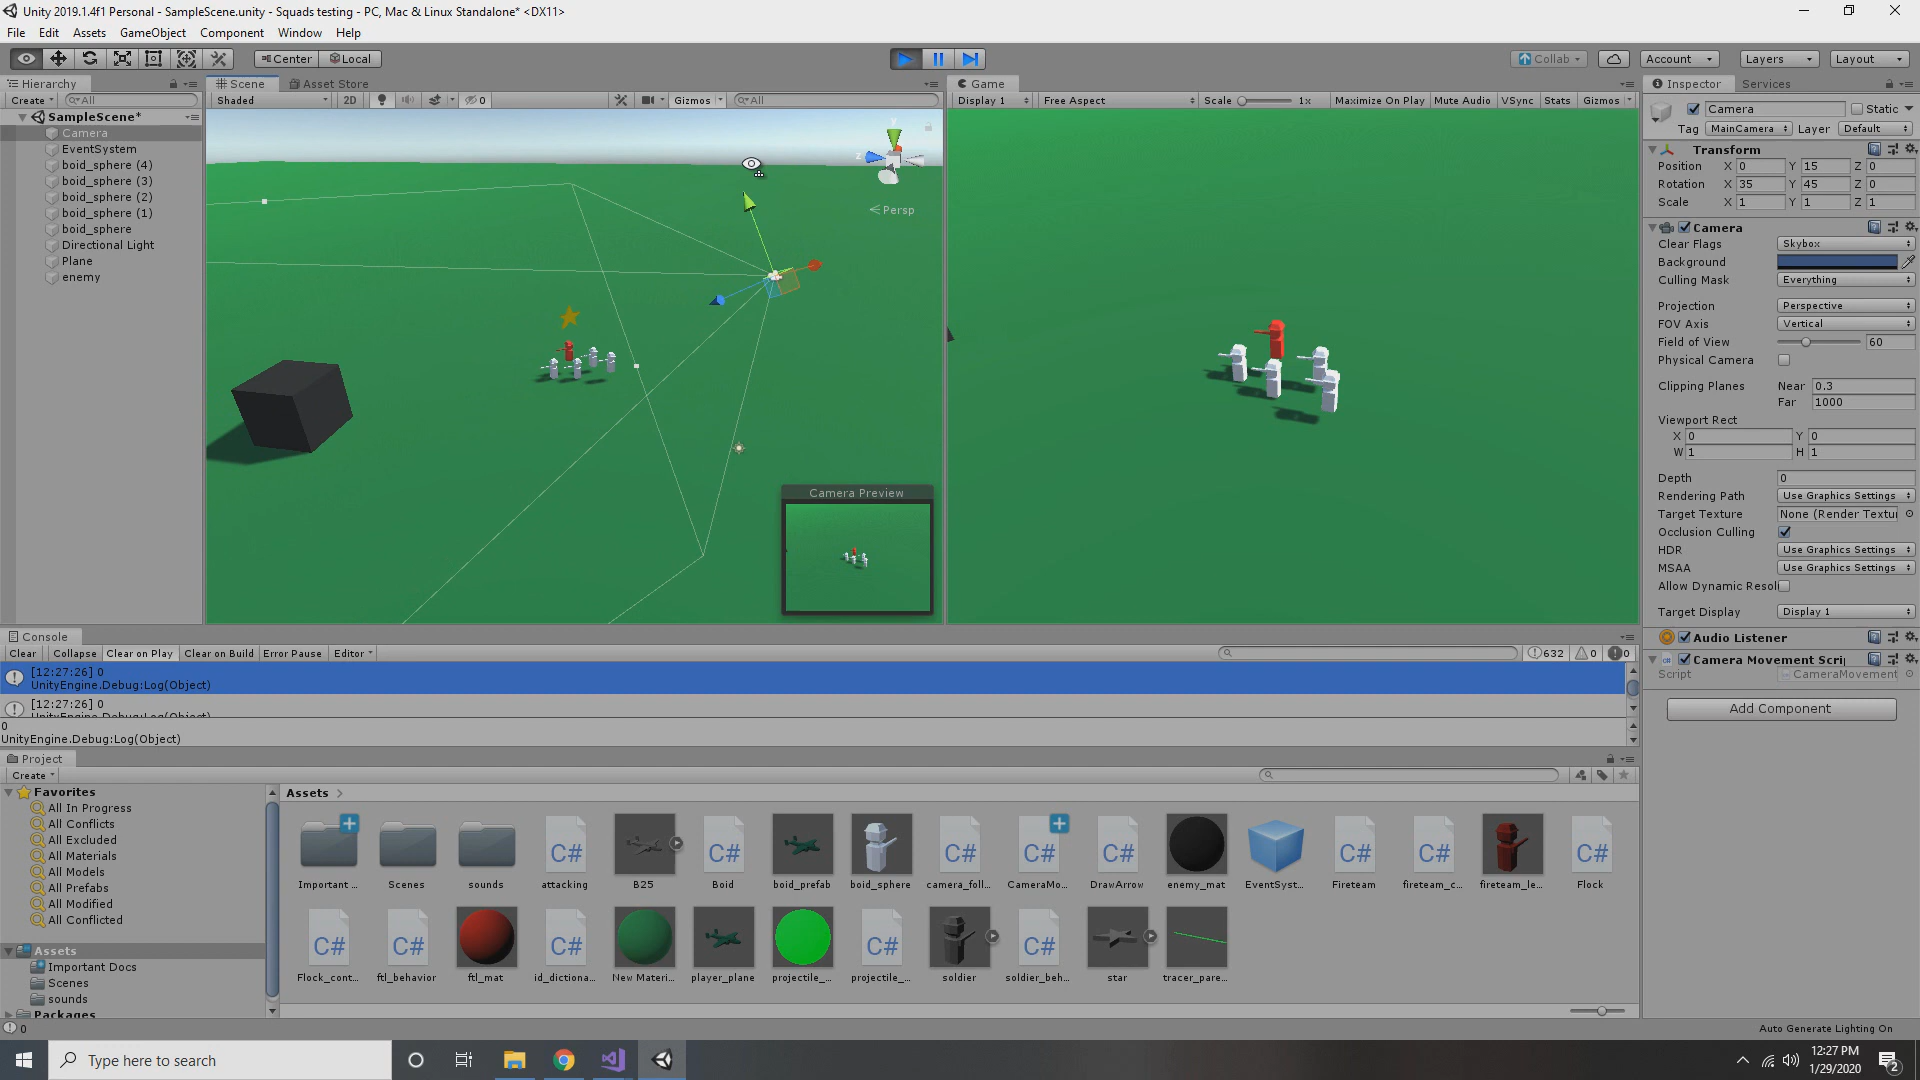 Unity 2019.1.4f1 Personal - SampleScene.unity - Squads testing - PC, Mac & Linux Standalone* <DX11>
File Edit Assets GameObject Component Window Help
Center Local Collab Account Layers Layout
Hierarchy
Create All
SampleScene*
Camera
EventSystem
boid_sphere (4)
boid_sphere (3)
boid_sphere (2)
boid_sphere (1)
boid_sphere
Directional Light
Plane
enemy
Scene Asset Store
Shaded 2D 0 Gizmos All
y
z
Persp
Camera Preview
Game
Display 1 Free Aspect Scale 1x Maximize On Play Mute Audio VSync Stats Gizmos
Inspector Services
Camera Static
Tag MainCamera Layer Default
Transform
Position X 0 Y 15 Z 0
Rotation X 35 Y 45 Z 0
Scale X 1 Y 1 Z 1
Camera
Clear Flags Skybox
Background
Culling Mask Everything
Projection Perspective
FOV Axis Vertical
Field of View 60
Physical Camera
Clipping Planes Near 0.3
Far 1000
Viewport Rect
X 0 Y 0
W 1 H 1
Depth 0
Rendering Path Use Graphics Settings
Target Texture None (Render Textu
Occlusion Culling
HDR Use Graphics Settings
MSAA Use Graphics Settings
Allow Dynamic Resol
Target Display Display 1
Audio Listener
Camera Movement Scri
Script CameraMovement
Add Component
Console
Clear Collapse Clear on Play Clear on Build Error Pause Editor 632 0 0
[12:27:26] 0
UnityEngine.Debug:Log(Object)
[12:27:26] 0
UnityEngine.Debug:Log(Object)
0
UnityEngine.Debug:Log(Object)
Project
Create
Favorites
All In Progress
All Conflicts
All Excluded
All Materials
All Models
All Prefabs
All Modified
All Conflicted
Assets
Important Docs
Scenes
sounds
Packages
Assets
C# C# C# C# C# C# C# C#
Important ... Scenes sounds attacking B25 Boid boid_prefab boid_sphere camera_foll... CameraMo... DrawArrow enemy_mat EventSyst... Fireteam fireteam_c... fireteam_le... Flock
C# C# C# C# C#
Flock_cont... ftl_behavior ftl_mat id_dictiona... New Materi... player_plane projectile_... projectile_... soldier soldier_beh... star tracer_pare...
0 Auto Generate Lighting On
Type here to search
12:27 PM
1/29/2020
2